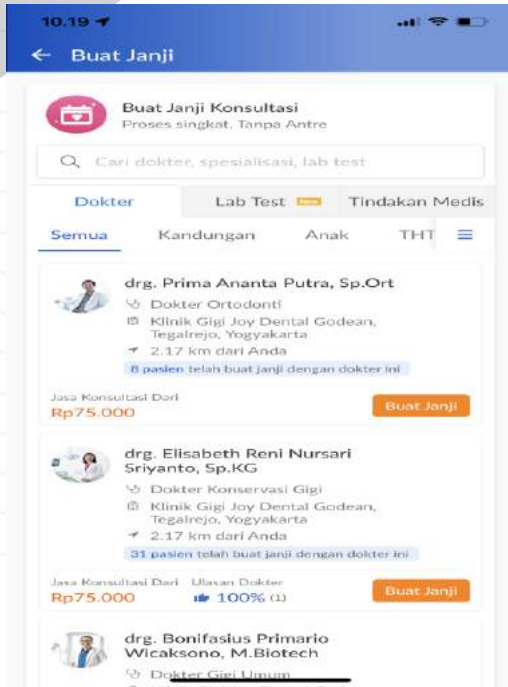 10.19
Buat Janji
Buat Janji Konsultasi
Proses singkat, Tanpa Antre
Cari dokter, spesialisasi, lab test
Dokter
Lab Test
Tindakan Medis
Semua
Kandungan
Anak
THT
drg. Prima Ananta Putra, Sp.Ort
Dokter Ortodonti
Klinik Gigi Joy Dental Godean,
Tegalrejo, Yogyakarta
2.17 km dari Anda
8 pasien telah buat janji dengan dokter ini
Jasa Konsultasi Dari
Rp75.000
Buat Janji
drg. Elisabeth Reni Nursari
Sriyanto, Sp.KG
Dokter Konservasi Gigi
Klinik Gigi Joy Dental Godean,
Tegalrejo, Yogyakarta
2.17 km dari Anda
31 pasien telah buat janji dengan dokter ini
Jasa Konsultasi Dari Ulasan Dokter
Rp75.000 100% (1)
Buat Janji
drg. Bonifasius Primario
Wicaksono, M.Biotech
Dokter Gigi Umum